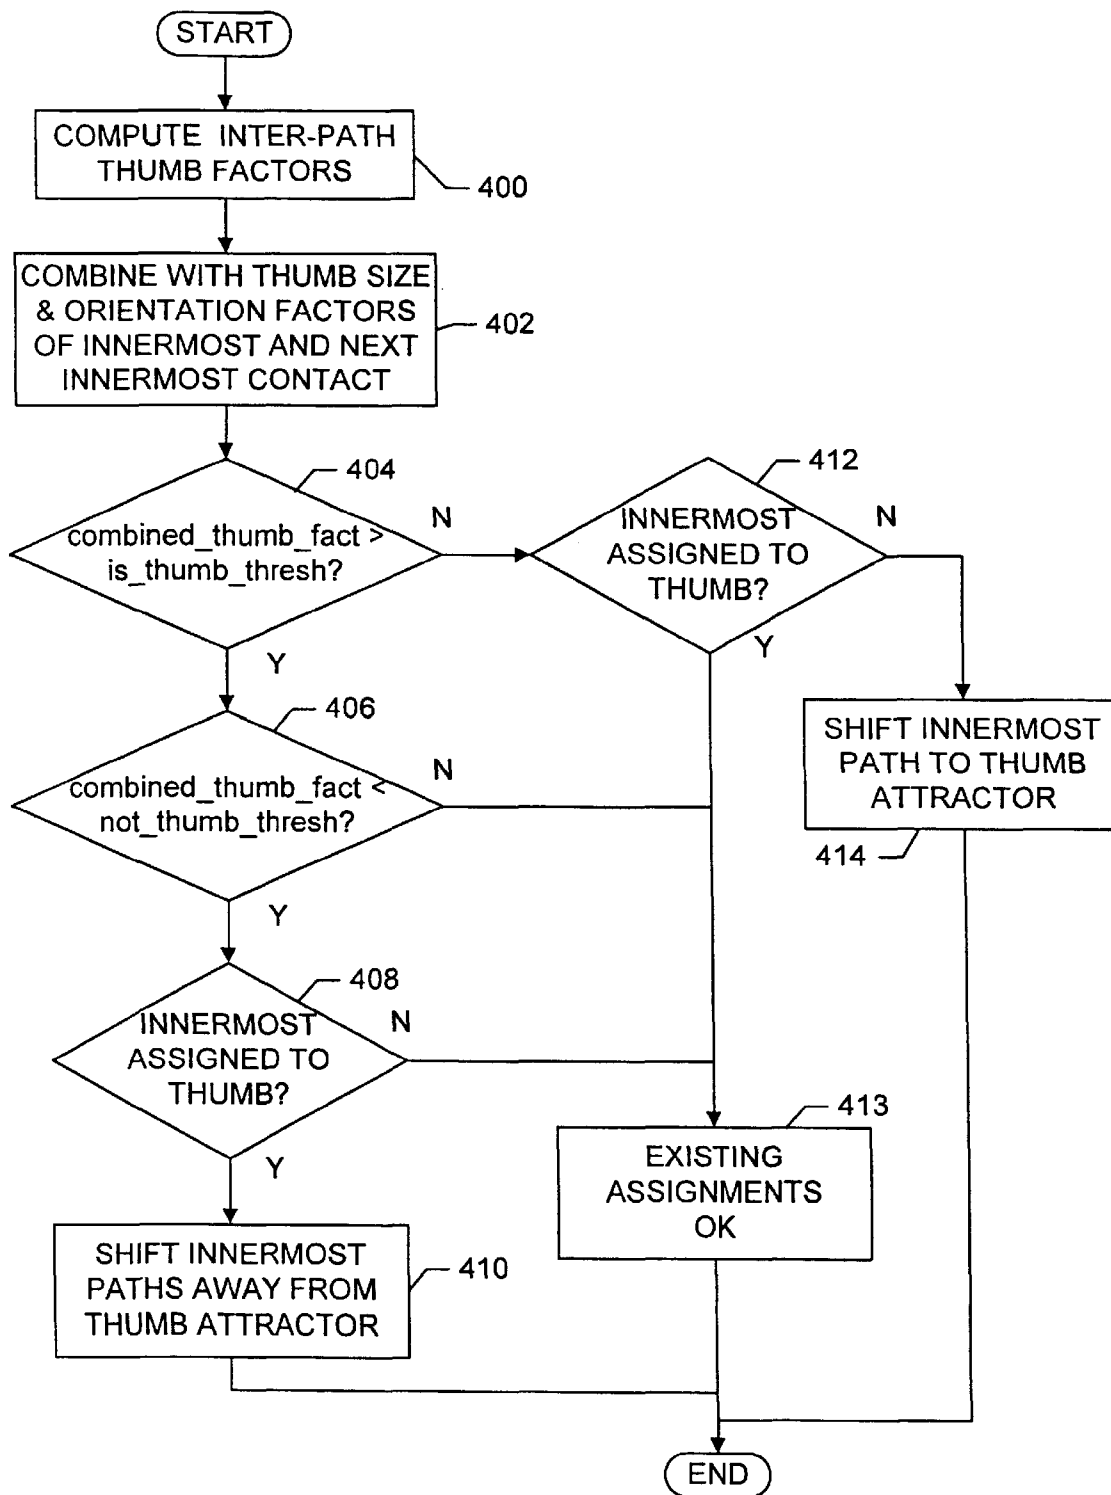 START
COMPUTE INTER-PATH
THUMB FACTORS
400
COMBINE WITH THUMB SIZE
& ORIENTATION FACTORS
OF INNERMOST AND NEXT
INNERMOST CONTACT
402
404
combined_thumb_fact >
is_thumb_thresh?
N
Y
412
INNERMOST
ASSIGNED TO
THUMB?
N
Y
406
combined_thumb_fact <
not_thumb_thresh?
N
Y
SHIFT INNERMOST
PATH TO THUMB
ATTRACTOR
414
408
INNERMOST
ASSIGNED TO
THUMB?
N
Y
413
EXISTING
ASSIGNMENTS
OK
SHIFT INNERMOST
PATHS AWAY FROM
THUMB ATTRACTOR
410
END